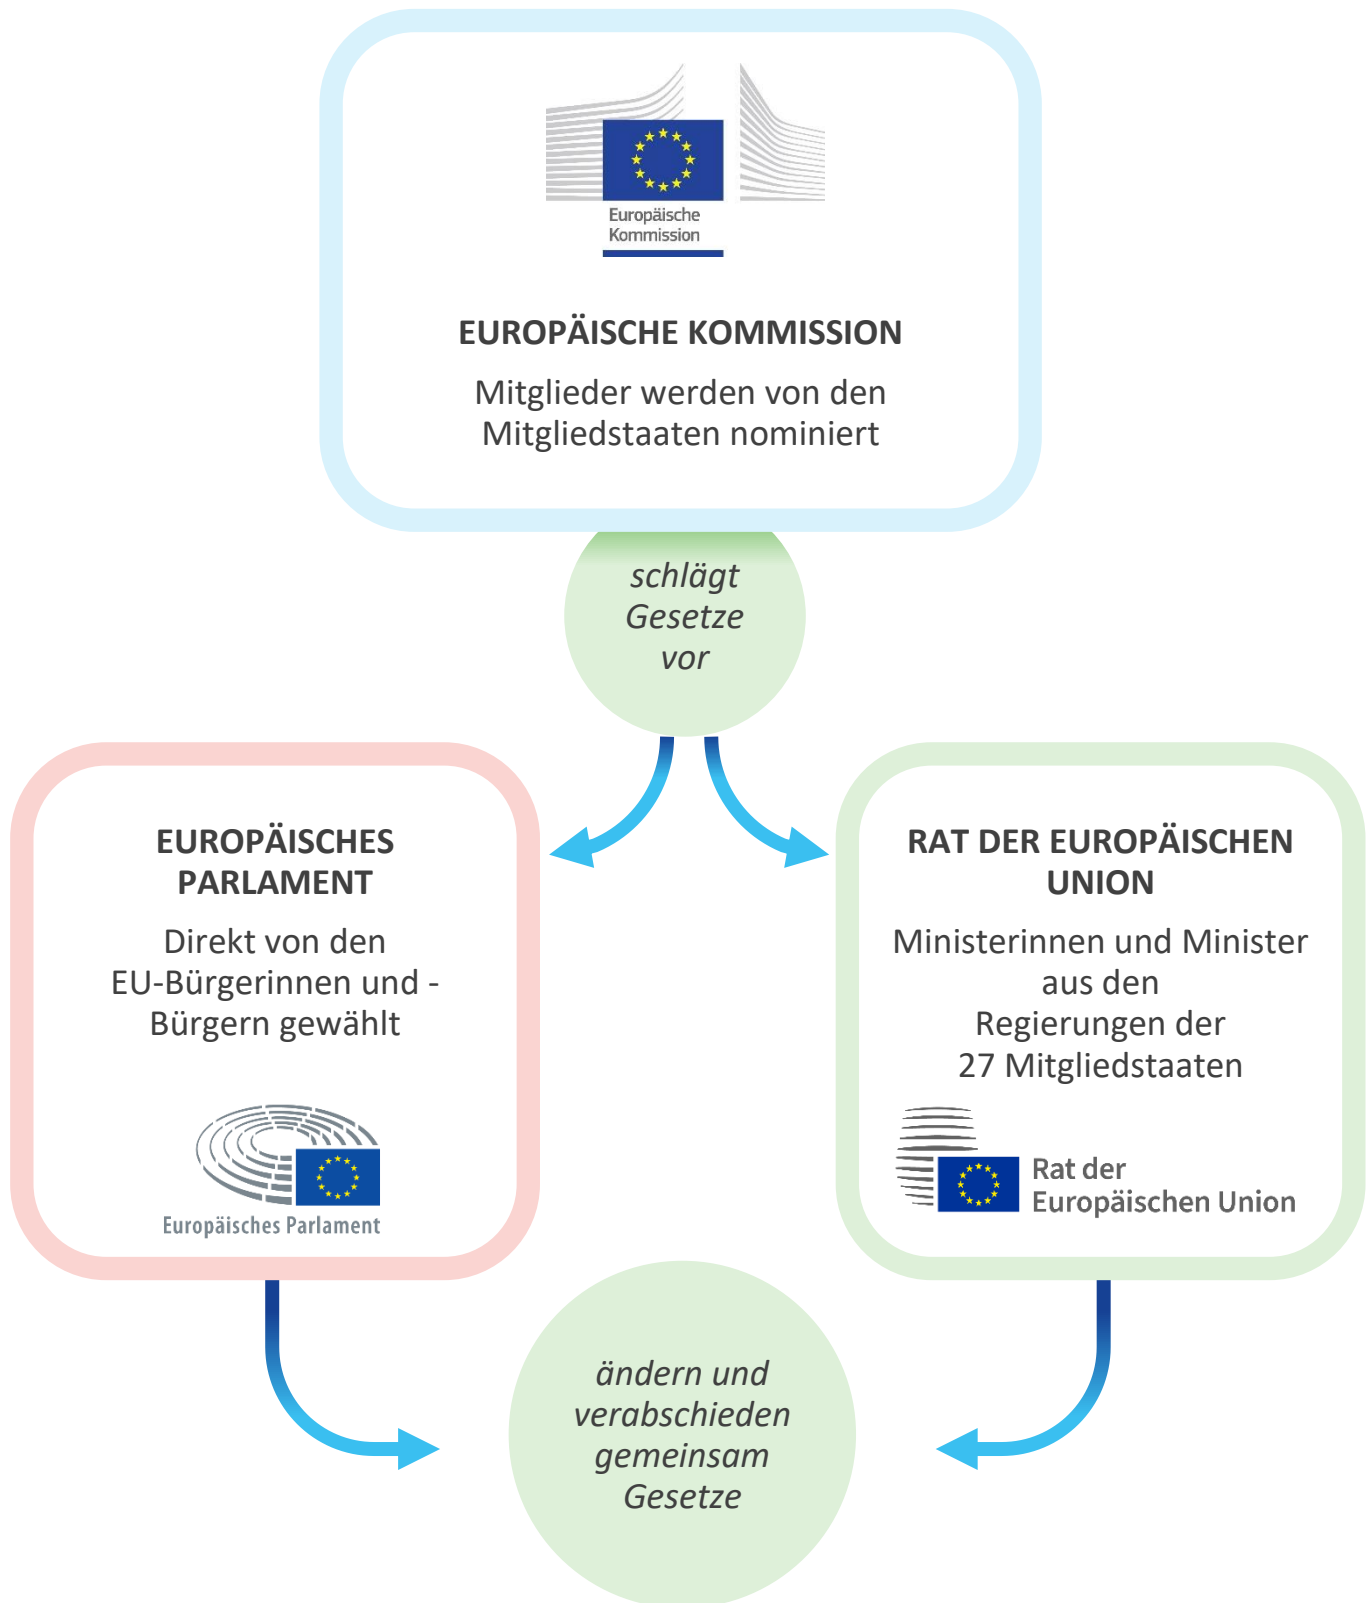 Europäische
Kommission
EUROPÄISCHE KOMMISSION
Mitglieder werden von den
Mitgliedstaaten nominiert
schlägt
Gesetze
vor
EUROPÄISCHES
PARLAMENT
Direkt von den
EU-Bürgerinnen und -
Bürgern gewählt
Europäisches Parlament
RAT DER EUROPÄISCHEN
UNION
Ministerinnen und Minister
aus den
Regierungen der
27 Mitgliedstaaten
Rat der
Europäischen Union
ändern und
verabschieden
gemeinsam
Gesetze